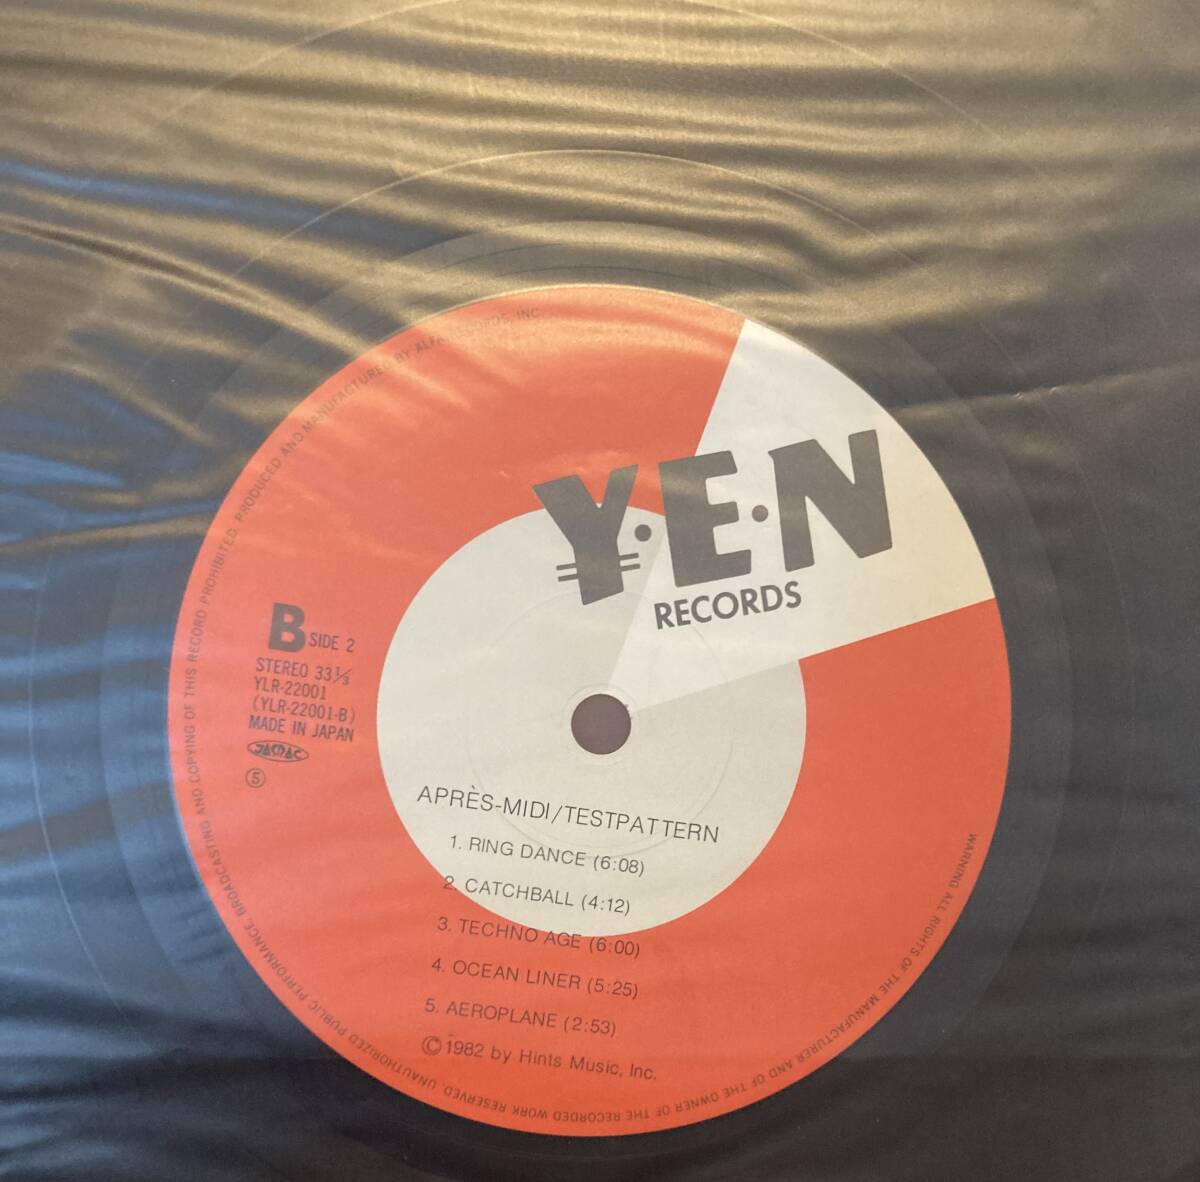 Y·E·N
RECORDS
B SIDE 2
STEREO 33⅓
YLR-22001
(YLR-22001-B)
MADE IN JAPAN
JASRAC
⑤
APRÈS-MIDI/TESTPATTERN
1. RING DANCE (6:08)
2. CATCHBALL (4:12)
3. TECHNO AGE (6:00)
4. OCEAN LINER (5:25)
5. AEROPLANE (2:53)
©1982 by Hints Music, Inc.
WARNING ALL RIGHTS OF THE MANUFACTURER AND OF THE OWNER OF THE RECORDED WORK RESERVED. UNAUTHORIZED PUBLIC PERFORMANCE, BROADCASTING AND COPYING OF THIS RECORD PROHIBITED. PRODUCED AND MANUFACTURED BY ALFA RECORDS, INC